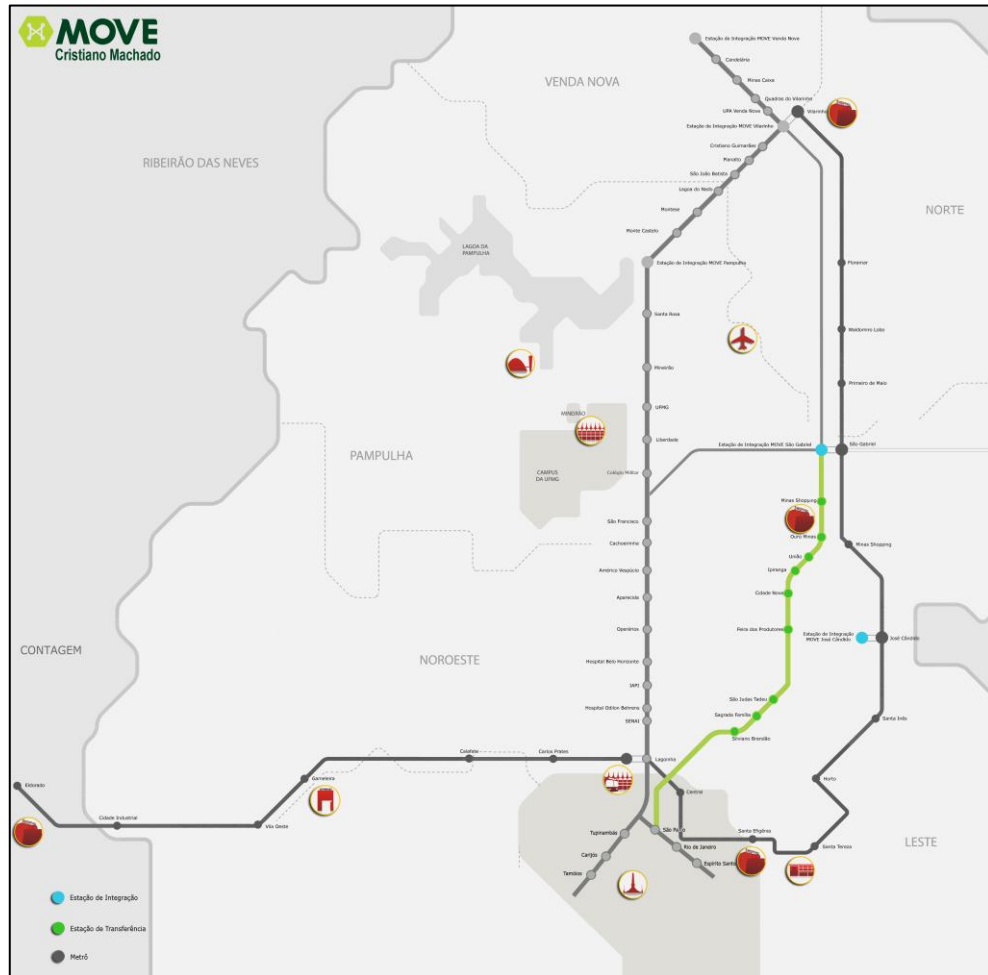 MOVE
Cristiano Machado
Estação de Integração MOVE Venda Nova
Candelária
VENDA NOVA
Minas Caixa
Quadras do Vilarinho
UPA Venda Nova
Vilarinho
Estação de Integração MOVE Vilarinho
Cristiano Guimarães
Planalto
RIBEIRÃO DAS NEVES
São João Batista
Lagoa do Nado
NORTE
Montese
Monte Castelo
LAGOA DA
PAMPULHA
Estação de Integração MOVE Pampulha
Floramar
Santa Rosa
Waldomiro Lobo
Mineirão
Primeiro de Maio
UFMG
MINEIRÃO
Liberdade
Estação de Integração MOVE São Gabriel
São Gabriel
PAMPULHA
CAMPUS
DA UFMG
Colégio Militar
Minas Shopping
São Francisco
Ouro Minas
Cachoeirinha
Minas Shopping
União
Américo Vespúcio
Ipiranga
Cidade Nova
Aparecida
Operários
Feira dos Produtores
Estação de Integração
MOVE José Cândido
José Cândido
CONTAGEM
NOROESTE
Hospital Belo Horizonte
IAPI
São Judas Tadeu
Hospital Odilon Behrens
Sagrada Família
Santa Inês
SENAI
Silviano Brandão
Calafate
Carlos Prates
Lagoinha
Gameleira
Horto
Eldorado
Central
Cidade Industrial
Vila Oeste
Tupinambás
São Paulo
Santa Efigênia
Rio de Janeiro
Santa Tereza
LESTE
Carijós
Espírito Santo
Tamoios
Estação de Integração
Estação de Transferência
Metrô